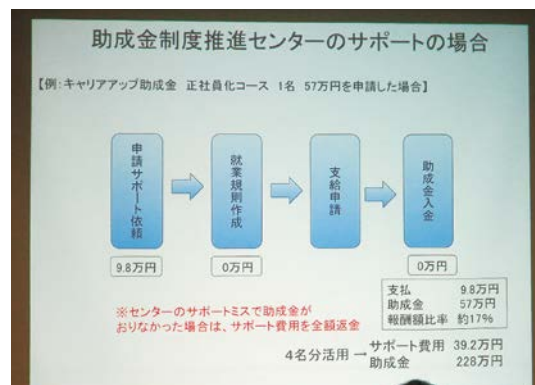 助成金制度推進センターのサポートの場合
【例：キャリアアップ助成金 正社員化コース 1名 57万円を申請した場合】
申請サポート依頼
就業規則作成
支給申請
助成金入金
9.8万円
0万円
0万円
支払 9.8万円
助成金 57万円
報酬額比率 約17%
※センターのサポートミスで助成金が
おりなかった場合は、サポート費用を全額返金
4名分活用 → サポート費用 39.2万円
助成金 228万円